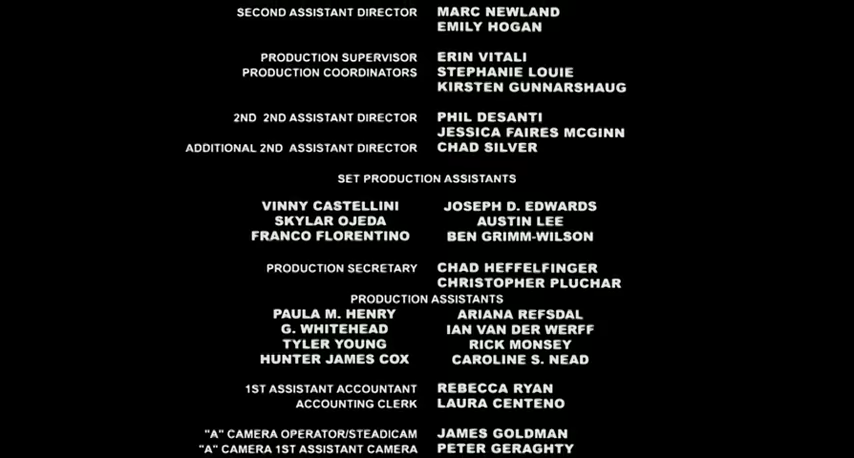 SECOND ASSISTANT DIRECTOR MARC NEWLAND
EMILY HOGAN
PRODUCTION SUPERVISOR ERIN VITALI
PRODUCTION COORDINATORS STEPHANIE LOUIE
KIRSTEN GUNNARSHAUG
2ND 2ND ASSISTANT DIRECTOR PHIL DESANTI
JESSICA FAIRES MCGINN
ADDITIONAL 2ND ASSISTANT DIRECTOR CHAD SILVER
SET PRODUCTION ASSISTANTS
VINNY CASTELLINI JOSEPH D. EDWARDS
SKYLAR OJEDA AUSTIN LEE
FRANCO FLORENTINO BEN GRIMM-WILSON
PRODUCTION SECRETARY CHAD HEFFELFINGER
CHRISTOPHER PLUCHAR
PRODUCTION ASSISTANTS
PAULA M. HENRY ARIANA REFSDAL
G. WHITEHEAD IAN VAN DER WERFF
TYLER YOUNG RICK MONSEY
HUNTER JAMES COX CAROLINE S. NEAD
1ST ASSISTANT ACCOUNTANT REBECCA RYAN
ACCOUNTING CLERK LAURA CENTENO
"A" CAMERA OPERATOR/STEADICAM JAMES GOLDMAN
"A" CAMERA 1ST ASSISTANT CAMERA PETER GERAGHTY